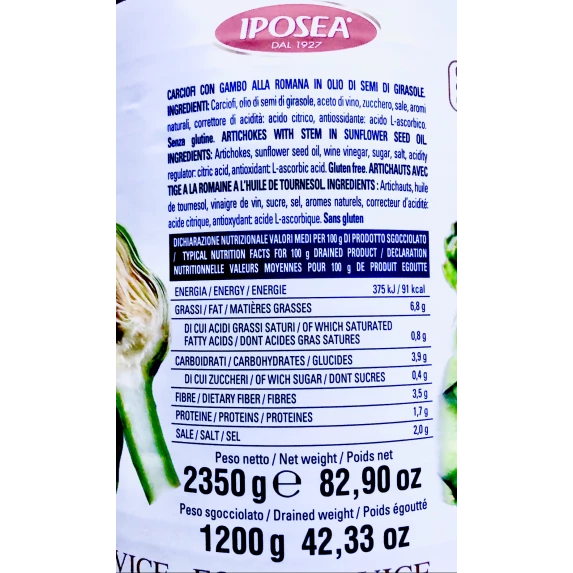 IPOSEA®
DAL 1927
CARCIOFI CON GAMBO ALLA ROMANA IN OLIO DI SEMI DI GIRASOLE.
INGREDIENTI: Carciofi, olio di semi di girasole, aceto di vino, zucchero, sale, aromi
naturali, correttore di acidità: acido citrico, antiossidante: acido L-ascorbico.
Senza glutine. ARTICHOKES WITH STEM IN SUNFLOWER SEED OIL.
INGREDIENTS: Artichokes, sunflower seed oil, wine vinegar, sugar, salt, acidity
regulator: citric acid, antioxidant: L-ascorbic acid. Gluten free. ARTICHAUTS AVEC
TIGE A LA ROMAINE A L'HUILE DE TOURNESOL INGREDIENTS : Artichauts, huile
de tournesol, vinaigre de vin, sucre, sel, aromes naturels, correcteur d'acidité:
acide citrique, antioxydant: acide L-ascorbique. Sans gluten
DICHIARAZIONE NUTRIZIONALE VALORI MEDI PER 100 g DI PRODOTTO SGOCCIOLATO
/ TYPICAL NUTRITION FACTS FOR 100 g DRAINED PRODUCT / DECLARATION
NUTRITIONNELLE VALEURS MOYENNES POUR 100 g DE PRODUIT EGOUTTE
ENERGIA / ENERGY / ENERGIE 375 kJ / 91 kcal
GRASSI / FAT / MATIÈRES GRASSES 6,8 g
DI CUI ACIDI GRASSI SATURI / OF WHICH SATURATED
FATTY ACIDS / DONT ACIDES GRAS SATURES 0,8 g
CARBOIDRATI / CARBOHYDRATES / GLUCIDES 3,9 g
DI CUI ZUCCHERI / OF WICH SUGAR / DONT SUCRES 0,4 g
FIBRE / DIETARY FIBER / FIBRES 3,5 g
PROTEINE / PROTEINS / PROTEINES 1,7 g
SALE / SALT / SEL 2,0 g
Peso netto / Net weight / Poids net
2350 g e 82,90 oz
Peso sgocciolato / Drained weight / Poids égoutté
1200 g 42,33 oz